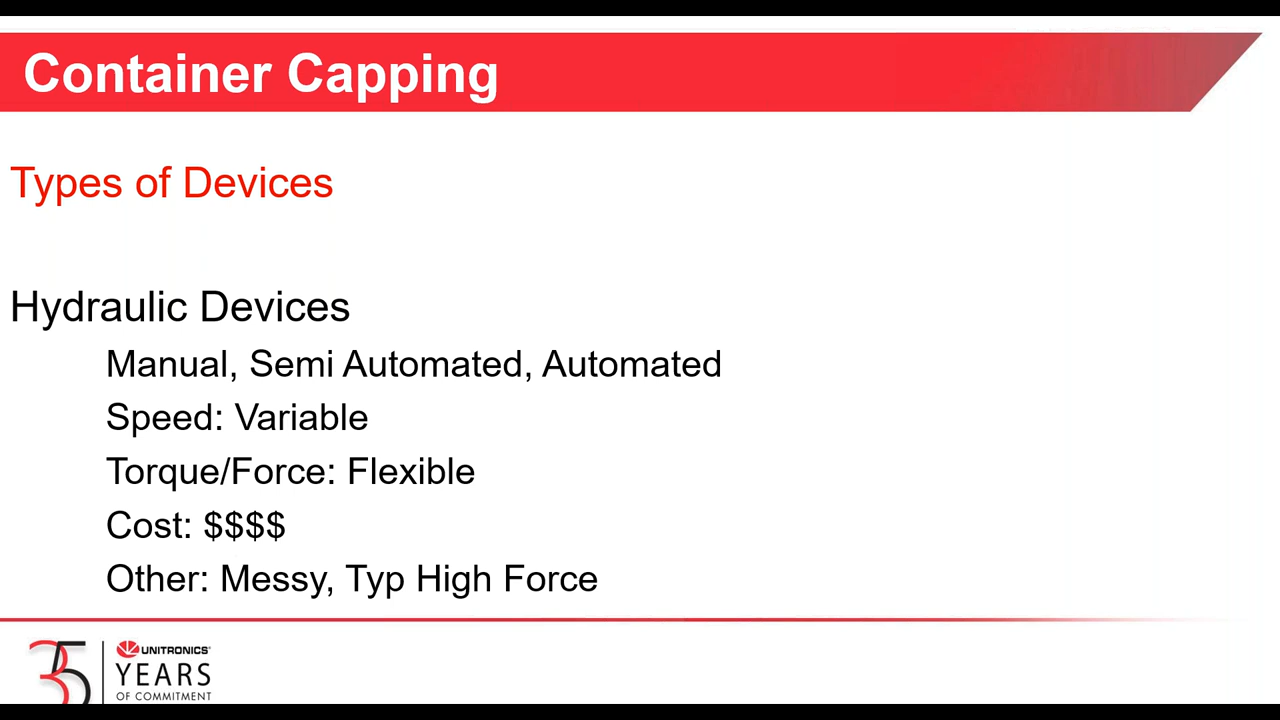 Container Capping
Types of Devices
Hydraulic Devices
Manual, Semi Automated, Automated
Speed: Variable
Torque/Force: Flexible
Cost: $$$$
Other: Messy, Typ High Force
35
UNITRONICS®
YEARS
OF COMMITMENT